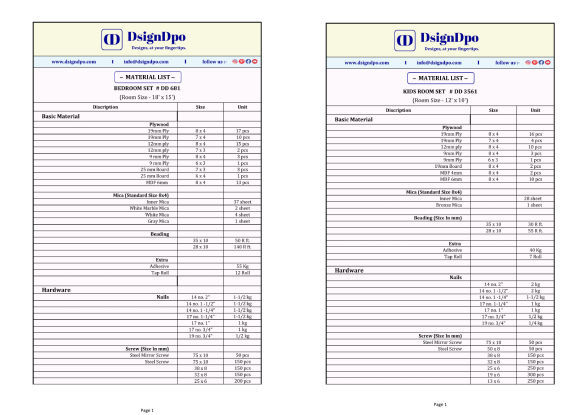 DsignDpo
Designs, at your fingertips.
www.dsigndpo.com | info@dsigndpo.com | follow us :-
~ MATERIAL LIST ~
BEDROOM SET # DD 681
(Room Size - 18' x 15')
Discription Size Unit
Basic Material
Plywood
19mm Ply 8 x 4 17 pcs
19mm Ply 7 x 4 10 pcs
12mm ply 8 x 4 15 pcs
12mm ply 7 x 3 2 pcs
9 mm Ply 8 x 4 3 pcs
9 mm Ply 6 x 3 1 pcs
25 mm Board 7 x 3 8 pcs
25 mm Board 6 x 4 1 pcs
MDF 6mm 8 x 4 13 pcs
Mica (Standard Size 8x4)
Inner Mica 37 sheet
White Marble Mica 2 sheet
White Mica 4 sheet
Gray Mica 1 sheet
Beading
35 x 10 50 R ft.
28 x 10 140 R ft.
Extra
Adhesive 55 Kg
Tap Roll 12 Roll
Hardware
Nails 14 no. 2" 1-1/2 kg
14 no. 1 -1/2" 1-1/2 kg
14 no. 1 -1/4" 1-1/2 kg
17 no. 1-1/4" 1-1/2 kg
17 no. 1" 1 kg
17 no. 3/4" 1 kg
19 no. 3/4" 1/2 kg
Screw (Size In mm)
Steel Mirror Screw 75 x 10 50 pcs
Steel Screw 75 x 10 150 pcs
38 x 8 150 pcs
32 x 8 150 pcs
25 x 6 200 pcs
Page 1
DsignDpo
Designs, at your fingertips.
www.dsigndpo.com | info@dsigndpo.com | follow us :-
~ MATERIAL LIST ~
KIDS ROOM SET # DD 3561
(Room Size - 12' x 10')
Discription Size Unit
Basic Material
Plywood
19mm Ply 8 x 4 16 pcs
19mm Ply 7 x 4 4 pcs
12mm Ply 8 x 4 10 pcs
9mm Ply 8 x 4 3 pcs
9mm Ply 6 x 3 1 pcs
19mm Board 8 x 4 2 pcs
MDF 4mm 8 x 4 2 pcs
MDF 6mm 8 x 4 10 pcs
Mica (Standard Size 8x4)
Inner Mica 28 sheet
Bronze Mica 1 sheet
Beading (Size In mm)
35 x 10 30 R ft.
28 x 10 55 R ft.
Extra
Adhesive 40 Kg
Tap Roll 7 Roll
Hardware
Nails
14 no. 2" 2 kg
14 no. 1 -1/2" 2 kg
14 no. 1 -1/4" 1-1/2 kg
17 no. 1-1/4" 1 kg
17 no. 1" 1 kg
17 no. 3/4" 1/2 kg
19 no. 3/4" 1/4 kg
Screw (Size In mm)
Steel Mirror Screw 75 x 10 50 pcs
Steel Screw 50 x 8 50 pcs
38 x 8 150 pcs
32 x 8 150 pcs
25 x 6 250 pcs
19 x 6 300 pcs
13 x 6 250 pcs
Page 1